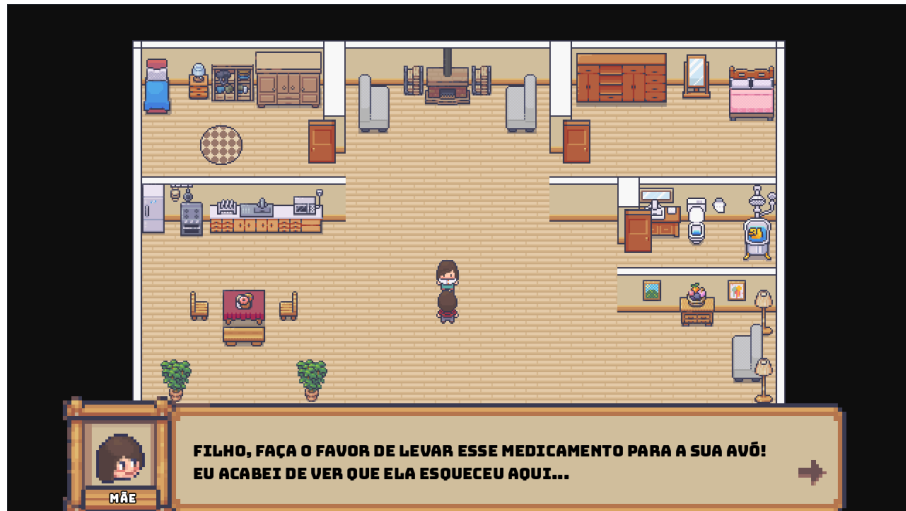 FILHO, FAÇA O FAVOR DE LEVAR ESSE MEDICAMENTO PARA A SUA AVÓ!
EU ACABEI DE VER QUE ELA ESQUECEU AQUI...
MÃE